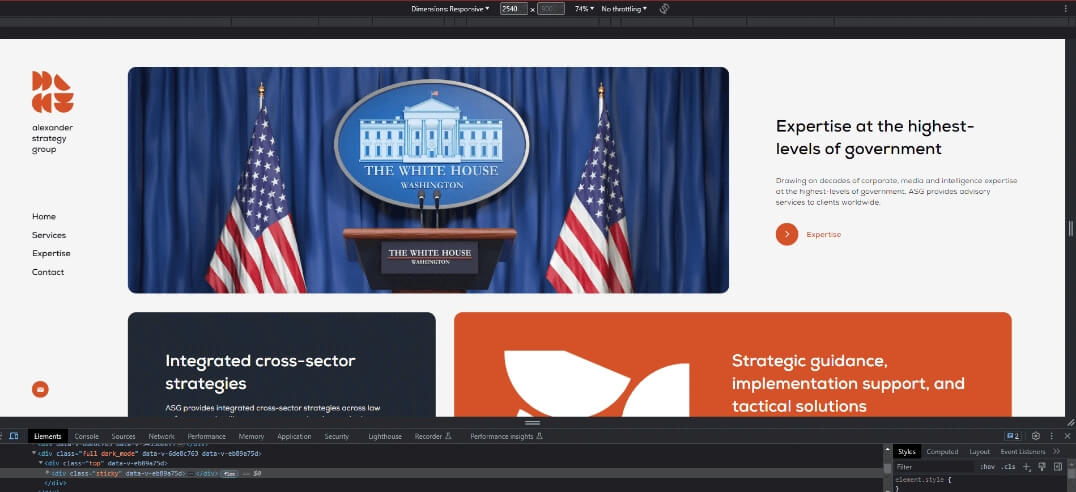 Dimensions: Responsive
2540
×
900
74%
No throttling
alexander
strategy
group
Home
Services
Expertise
Contact
THE WHITE HOUSE
WASHINGTON
THE WHITE HOUSE
WASHINGTON
Expertise at the highest-
levels of government
Drawing on decades of corporate, media and intelligence expertise
at the highest-levels of government, ASG provides advisory
services to clients worldwide.
Expertise
Integrated cross-sector
strategies
ASG provides integrated cross-sector strategies across law
Strategic guidance,
implementation support, and
tactical solutions
Elements Console Sources Network Performance Memory Application Security Lighthouse Recorder Performance insights 2
<div class="full dark_mode" data-v-6de8c763 data-v-eb89a75d>
<div class="top" data-v-eb89a75d>
<div class="sticky" data-v-eb89a75d> ⋯ </div> flex == $0
</div>
</div>
Styles Computed Layout Event Listeners »
Filter :hov .cls +
element.style {
}